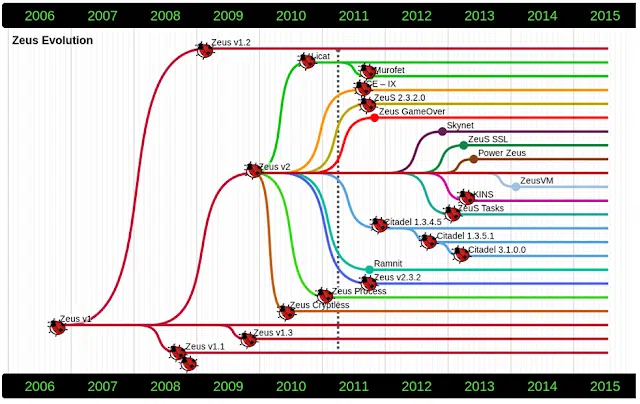 2006 2007 2008 2009 2010 2011 2012 2013 2014 2015
Zeus Evolution
Zeus v1.2
Licat
Murofet
ICE – IX
ZeuS 2.3.2.0
Zeus GameOver
Skynet
ZeuS SSL
Power Zeus
Zeus v2
ZeusVM
KINS
ZeuS Tasks
Citadel 1.3.4.5
Citadel 1.3.5.1
Citadel 3.1.0.0
Ramnit
Zeus v2.3.2
Zeus Process
Zeus Cryptless
Zeus v1
Zeus v1.3
Zeus v1.1
2006 2007 2008 2009 2010 2011 2012 2013 2014 2015